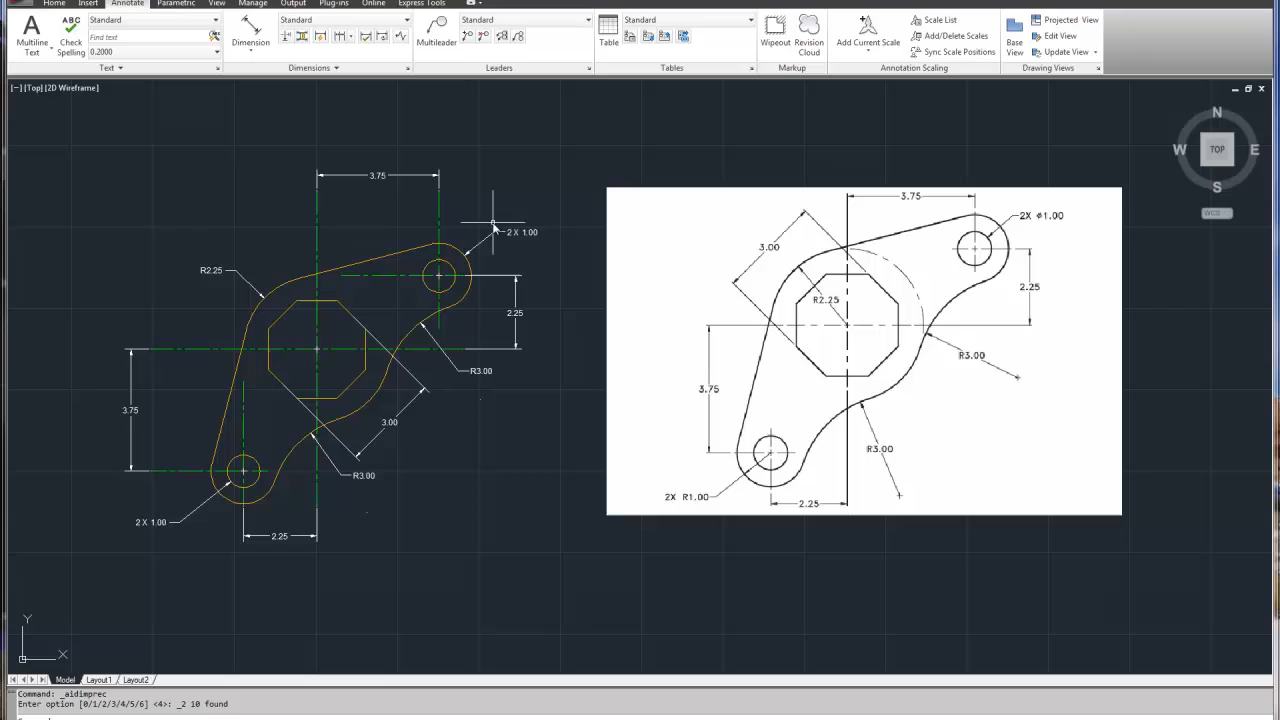 Home Insert Annotate Parametric View Manage Output Plug-ins Online Express Tools
Multiline Text
ABC
Check Spelling
Standard
Find text
0.2000
Text
Dimension
Standard
Dimensions
Multileader
Standard
Leaders
Table
Standard
Tables
Wipeout
Revision Cloud
Markup
Add Current Scale
Scale List
Add/Delete Scales
Sync Scale Positions
Annotation Scaling
Base View
Projected View
Edit View
Update View
Drawing Views
[−][Top][2D Wireframe]
N
W TOP E
S
WCS
3.75
2 X 1.00
R2.25
2.25
R3.00
3.75
3.00
R3.00
2 X 1.00
2.25
3.75
2X Ø1.00
3.00
2.25
R2.25
R3.00
3.75
R3.00
2X R1.00
2.25
Y
X
Model Layout1 Layout2
Command: _aidimprec
Enter option [0/1/2/3/4/5/6] <4>: _2 10 found